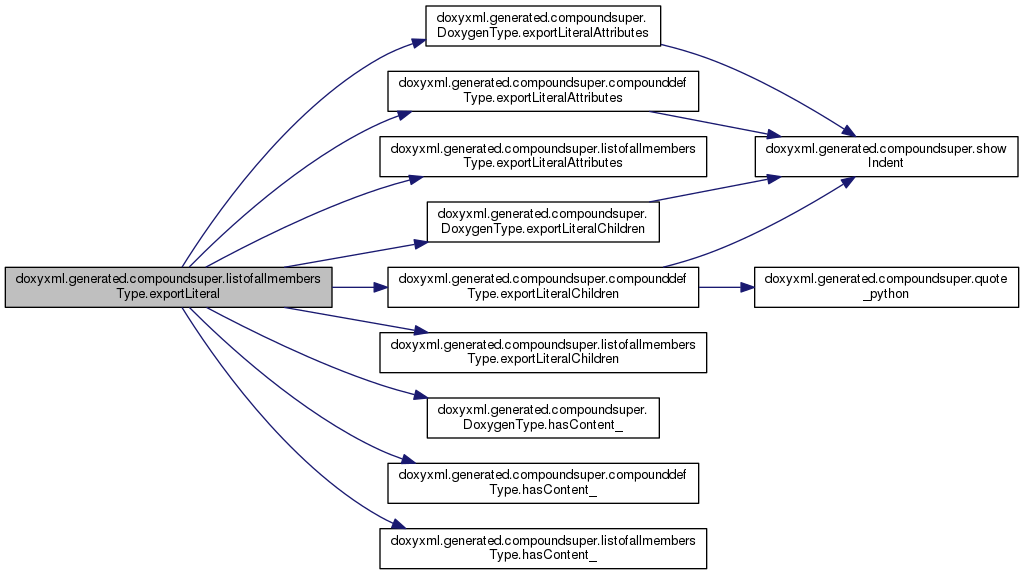 doxyxml.generated.compoundsuper.
DoxygenType.exportLiteralAttributes
doxyxml.generated.compoundsuper.compounddef
Type.exportLiteralAttributes
doxyxml.generated.compoundsuper.listofallmembers
Type.exportLiteralAttributes
doxyxml.generated.compoundsuper.show
Indent
doxyxml.generated.compoundsuper.
DoxygenType.exportLiteralChildren
doxyxml.generated.compoundsuper.listofallmembers
Type.exportLiteral
doxyxml.generated.compoundsuper.compounddef
Type.exportLiteralChildren
doxyxml.generated.compoundsuper.quote
_python
doxyxml.generated.compoundsuper.listofallmembers
Type.exportLiteralChildren
doxyxml.generated.compoundsuper.
DoxygenType.hasContent_
doxyxml.generated.compoundsuper.compounddef
Type.hasContent_
doxyxml.generated.compoundsuper.listofallmembers
Type.hasContent_